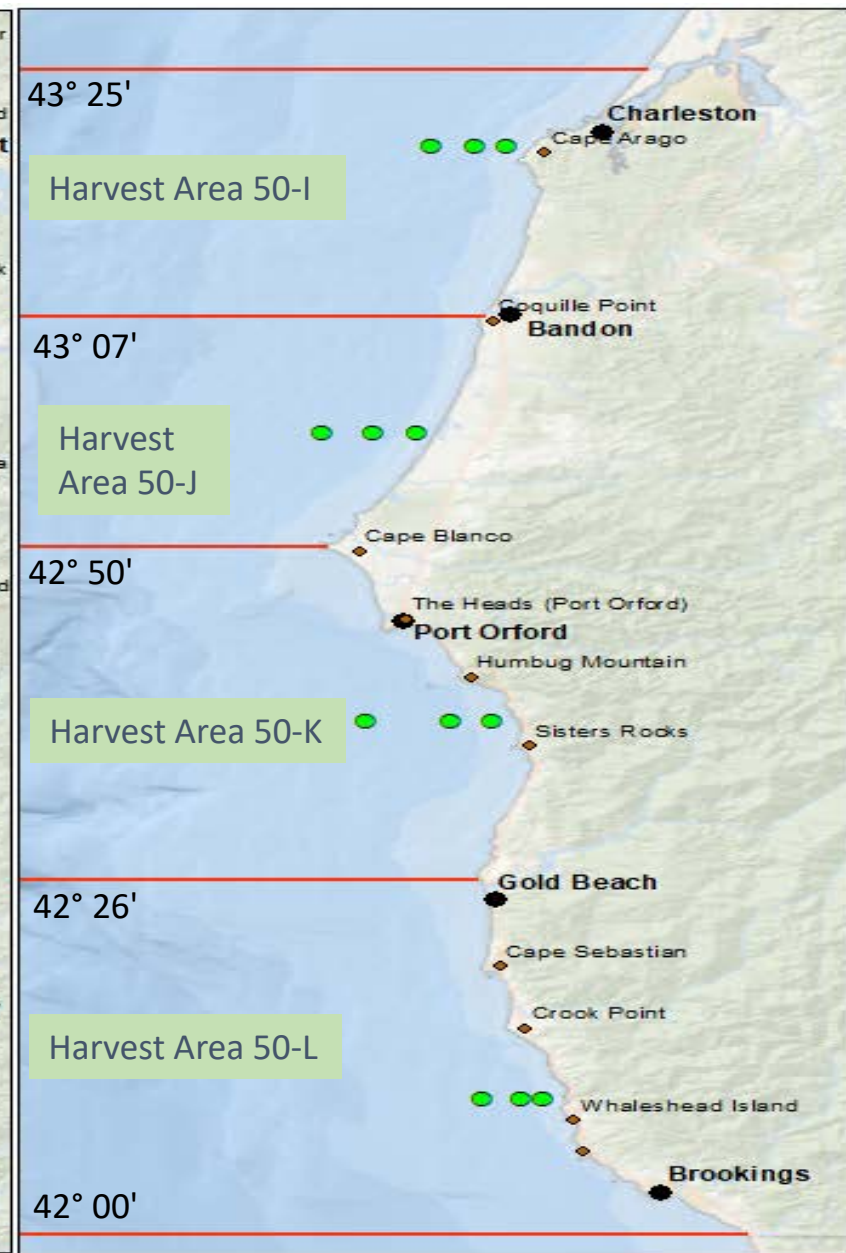 43° 25'
Charleston
Cape Arago
Harvest Area 50-I
Coquille Point
43° 07'
Bandon
Harvest
Area 50-J
Cape Blanco
42° 50'
The Heads (Port Orford)
Port Orford
Humbug Mountain
Harvest Area 50-K
Sisters Rocks
42° 26'
Gold Beach
Cape Sebastian
Crook Point
Harvest Area 50-L
Whaleshead Island
Brookings
42° 00'